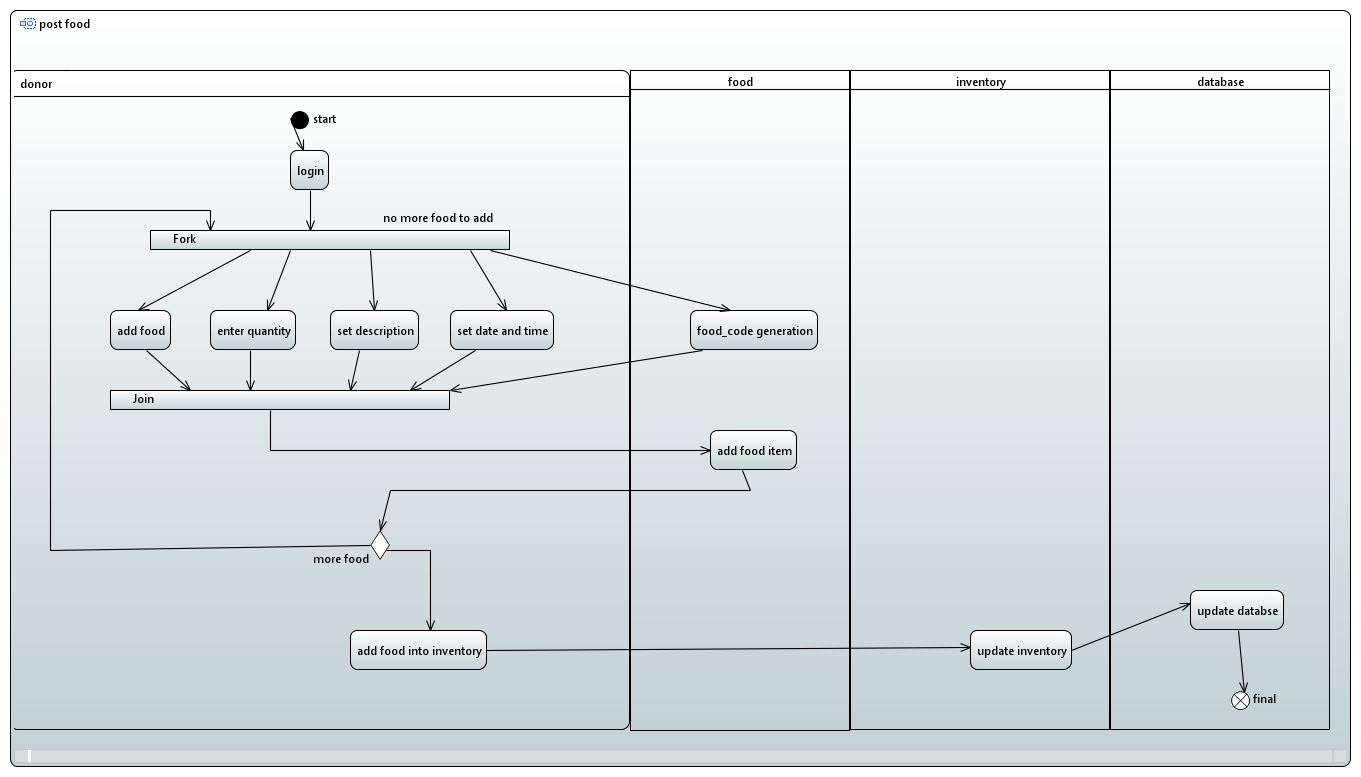 post food
donor
food
inventory
database
start
login
no more food to add
Fork
add food
enter quantity
set description
set date and time
food_code generation
Join
add food item
more food
add food into inventory
update inventory
update databse
final